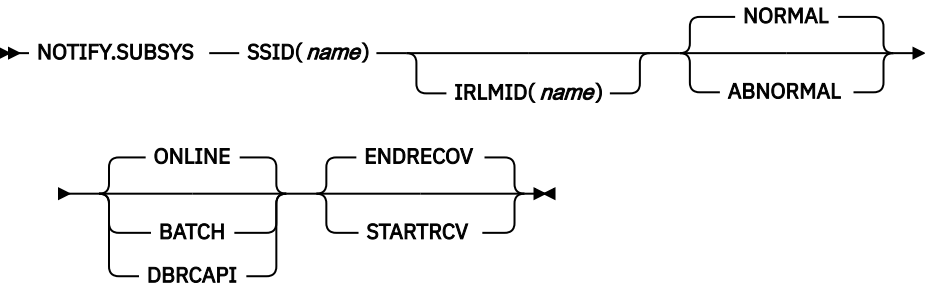 NORMAL
NOTIFY.SUBSYS SSID(name)
IRLMID(name) ABNORMAL
ONLINE ENDRECOV
BATCH STARTRCV
DBRCAPI